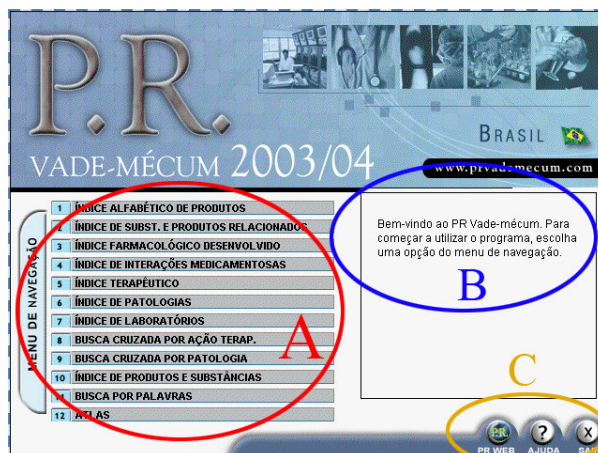 P.R.
BRASIL
VADE-MÉCUM 2003/04
www.prvademecum.com
MENU DE NAVEGAÇÃO
1 ÍNDICE ALFABÉTICO DE PRODUTOS
2 ÍNDICE DE SUBST. E PRODUTOS RELACIONADOS
3 ÍNDICE FARMACOLÓGICO DESENVOLVIDO
4 ÍNDICE DE INTERAÇÕES MEDICAMENTOSAS
5 ÍNDICE TERAPÊUTICO
6 ÍNDICE DE PATOLOGIAS
7 ÍNDICE DE LABORATÓRIOS
8 BUSCA CRUZADA POR AÇÃO TERAP.
9 BUSCA CRUZADA POR PATOLOGIA
10 ÍNDICE DE PRODUTOS E SUBSTÂNCIAS
11 BUSCA POR PALAVRAS
12 ATLAS
A
Bem-vindo ao PR Vade-mécum. Para
começar a utilizar o programa, escolha
uma opção do menu de navegação.
B
C
PR ? X
PR WEB AJUDA SAI